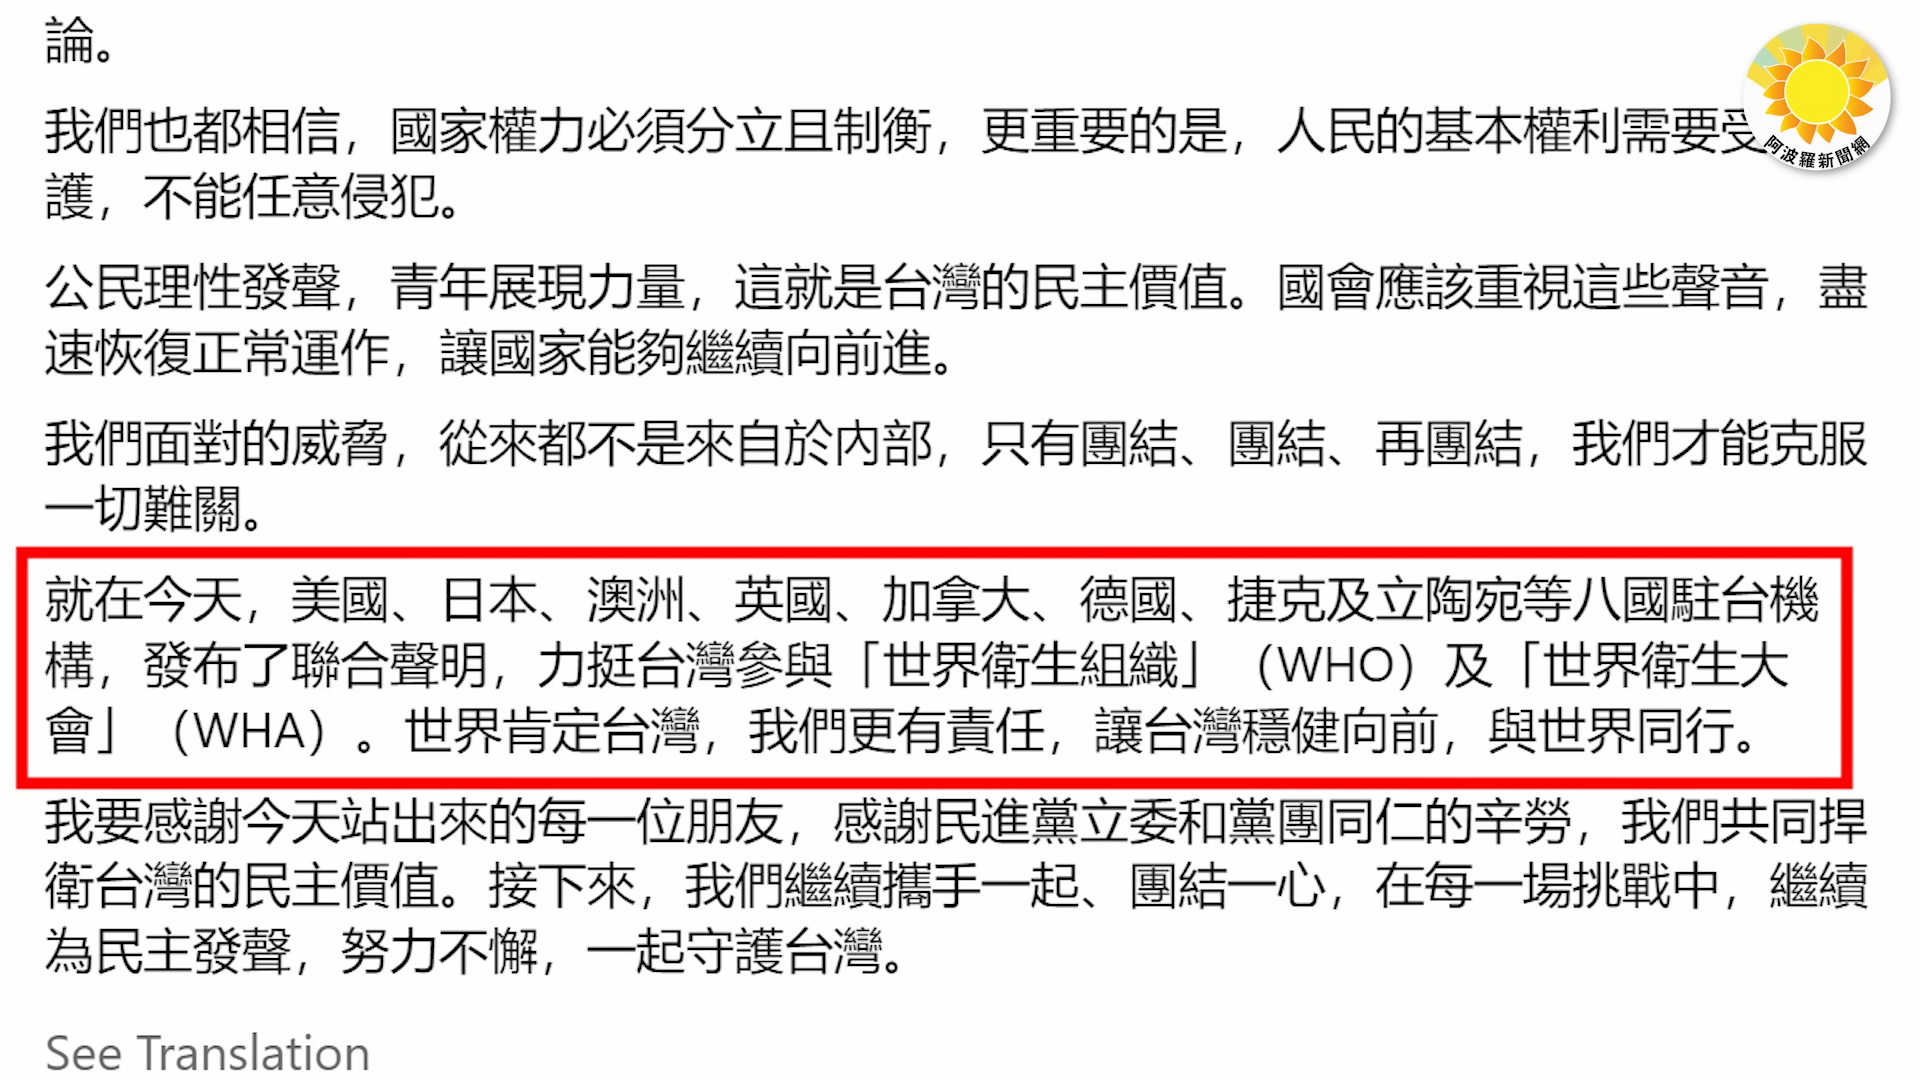 論。
我們也都相信，國家權力必須分立且制衡，更重要的是，人民的基本權利需要受
護，不能任意侵犯。
公民理性發聲，青年展現力量，這就是台灣的民主價值。國會應該重視這些聲音，盡
速恢復正常運作，讓國家能夠繼續向前進。
我們面對的威脅，從來都不是來自於內部，只有團結、團結、再團結，我們才能克服
一切難關。
就在今天，美國、日本、澳洲、英國、加拿大、德國、捷克及立陶宛等八國駐台機
構，發布了聯合聲明，力挺台灣參與「世界衛生組織」（WHO）及「世界衛生大
會」（WHA）。世界肯定台灣，我們更有責任，讓台灣穩健向前，與世界同行。
我要感謝今天站出來的每一位朋友，感謝民進黨立委和黨團同仁的辛勞，我們共同捍
衛台灣的民主價值。接下來，我們繼續攜手一起、團結一心，在每一場挑戰中，繼續
為民主發聲，努力不懈，一起守護台灣。
See Translation
阿波羅新聞網